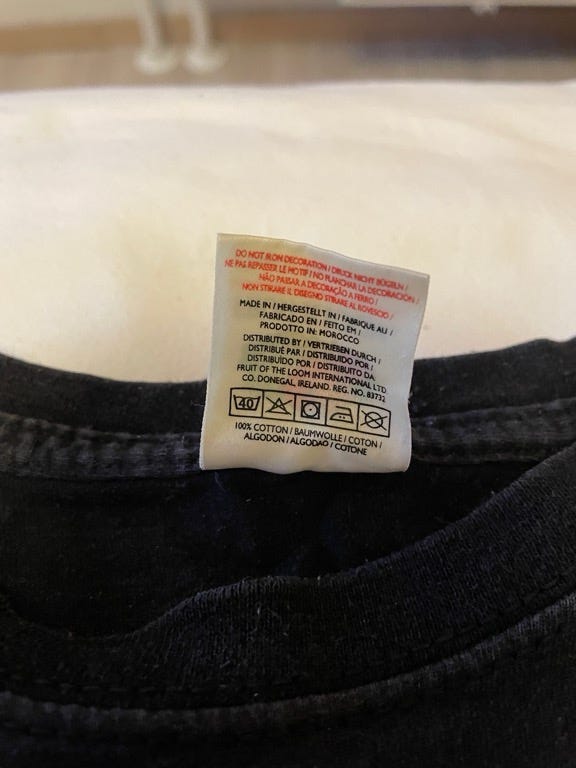 DO NOT IRON DECORATION / DRUCK NICHT BÜGELN /
NE PAS REPASSER LE MOTIF / NO PLANCHAR LA DECORACIÓN /
NÃO PASSAR A DECORAÇÃO A FERRO /
NON STIRARE IL DISEGNO STIRARE AL ROVESCIO
MADE IN / HERGESTELLT IN / FABRIQUE AU /
FABRICADO EN / FEITO EM /
PRODOTTO IN: MOROCCO
DISTRIBUTED BY / VERTRIEBEN DURCH /
DISTRIBUÉ PAR / DISTRIBUIDO POR /
DISTRIBUÍDO POR / DISTRIBUITO DA:
FRUIT OF THE LOOM INTERNATIONAL LTD
CO. DONEGAL, IRELAND. REG. NO. 83732
40
100% COTTON / BAUMWOLLE / COTON /
ALGODON / ALGODAO / COTONE